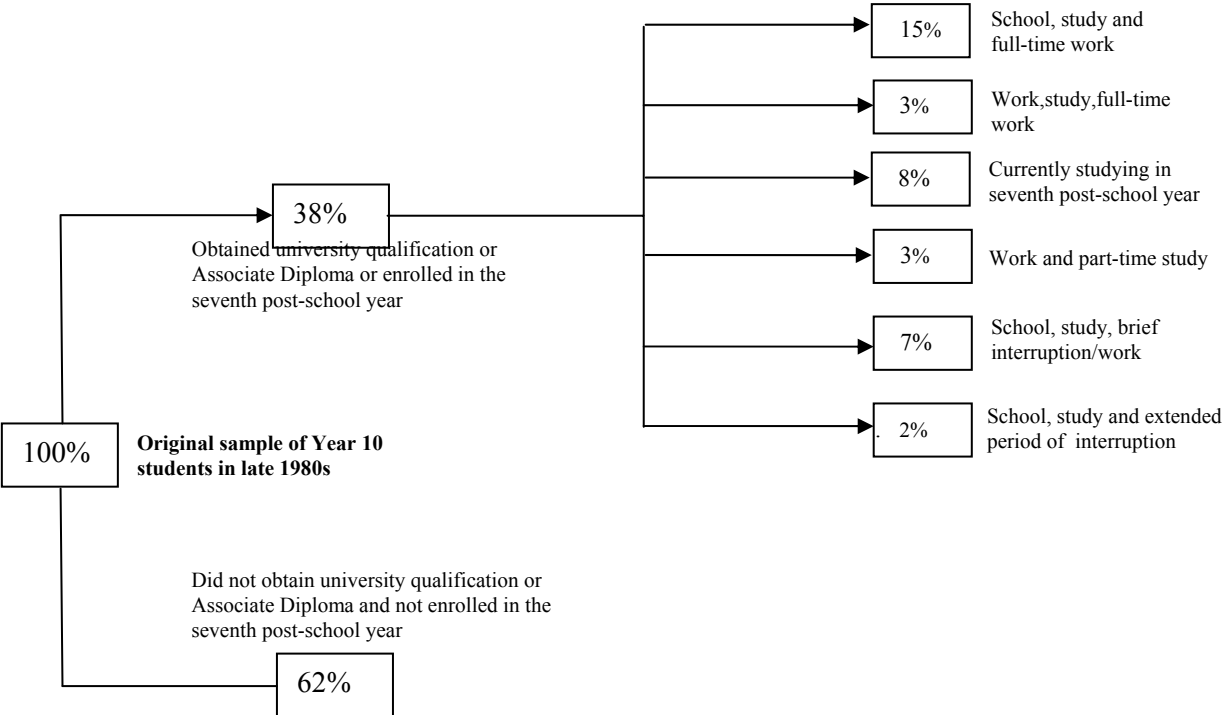 15%
School, study and
full-time work
3%
Work,study,full-time
work
8%
Currently studying in
seventh post-school year
38%
Obtained university qualification or
Associate Diploma or enrolled in the
seventh post-school year
3%
Work and part-time study
7%
School, study, brief
interruption/work
. 2%
School, study and extended
period of interruption
100%
Original sample of Year 10
students in late 1980s
Did not obtain university qualification or
Associate Diploma and not enrolled in the
seventh post-school year
62%